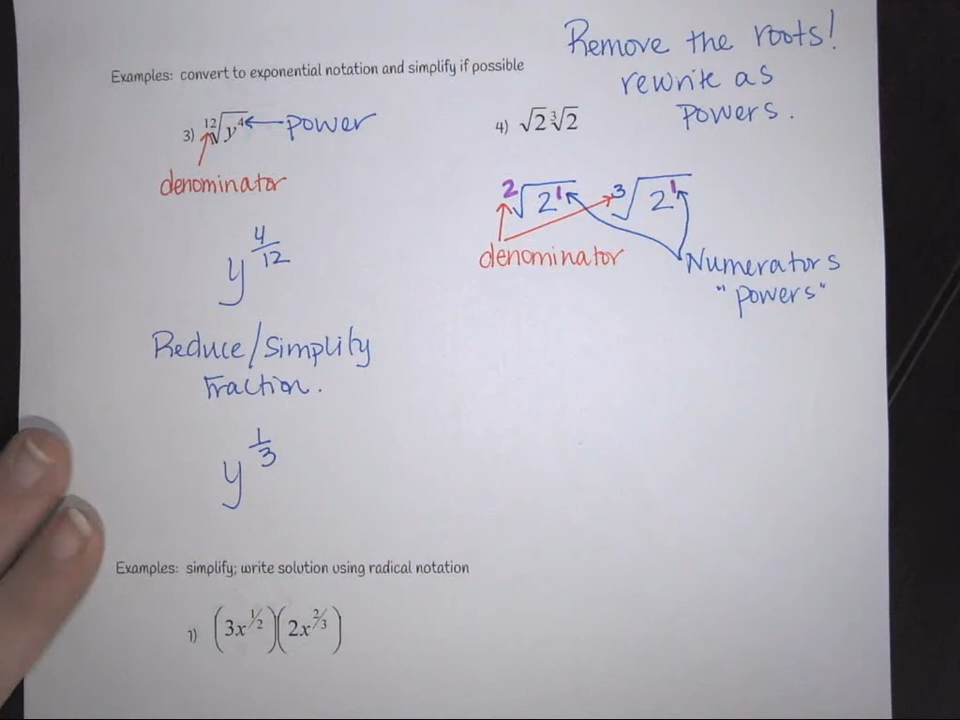 Remove the roots!
rewrite as
powers.
Examples: convert to exponential notation and simplify if possible
3) ¹²√y⁴ ← power
denominator
y^(4/12)
Reduce/Simplify
Fraction.
y^(1/3)
4) √2 ∛2
²√2¹ ³√2¹
denominator
Numerators
"powers"
Examples: simplify; write solution using radical notation
1) (3x^(1/2))(2x^(2/3))